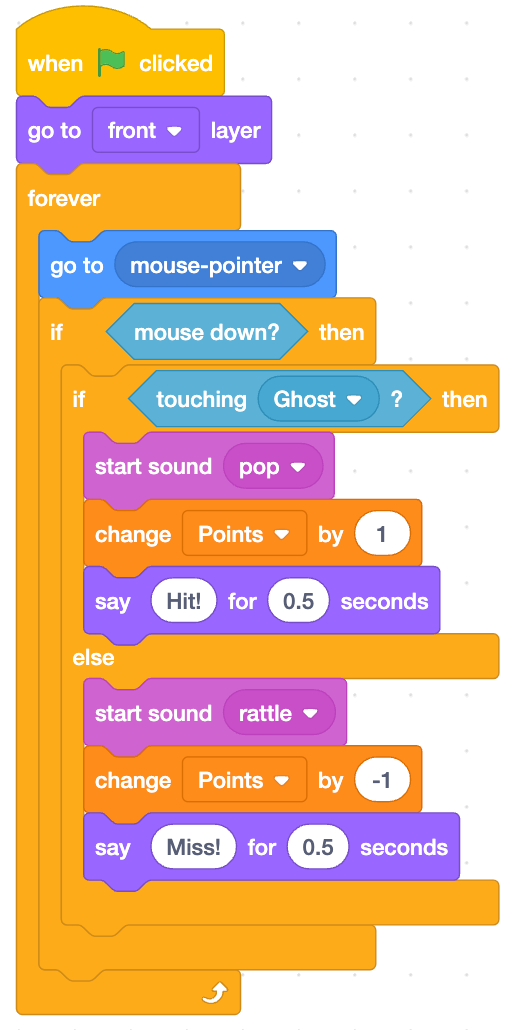 when clicked
go to front layer
forever
go to mouse-pointer
if mouse down? then
if touching Ghost ? then
start sound pop
change Points by 1
say Hit! for 0.5 seconds
else
start sound rattle
change Points by -1
say Miss! for 0.5 seconds